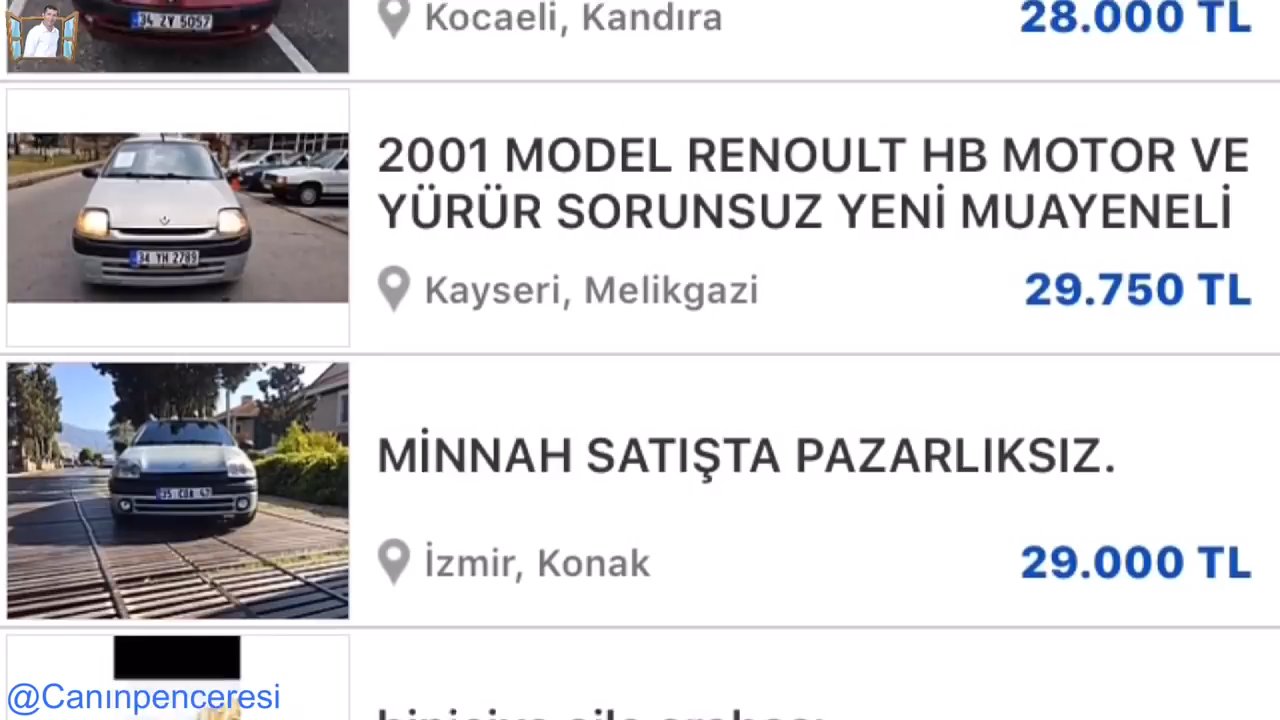 34 ZY 5057
Kocaeli, Kandıra
28.000 TL
34 YH 2789
2001 MODEL RENOULT HB MOTOR VE
YÜRÜR SORUNSUZ YENİ MUAYENELİ
Kayseri, Melikgazi
29.750 TL
MİNNAH SATIŞTA PAZARLIKSIZ.
İzmir, Konak
29.000 TL
@Canınpenceresi